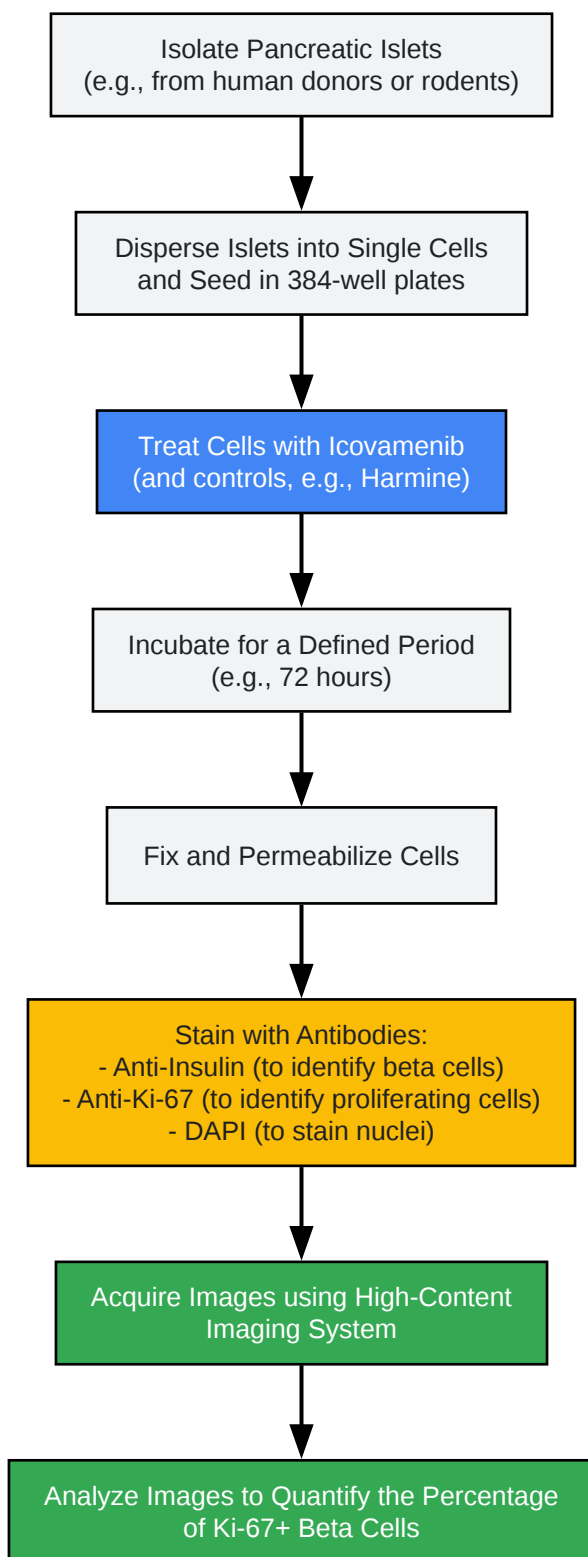 Isolate Pancreatic Islets
(e.g., from human donors or rodents)
Disperse Islets into Single Cells
and Seed in 384-well plates
Treat Cells with Icovamenib
(and controls, e.g., Harmine)
Incubate for a Defined Period
(e.g., 72 hours)
Fix and Permeabilize Cells
Stain with Antibodies:
- Anti-Insulin (to identify beta cells)
- Anti-Ki-67 (to identify proliferating cells)
- DAPI (to stain nuclei)
Acquire Images using High-Content
Imaging System
Analyze Images to Quantify the Percentage
of Ki-67+ Beta Cells